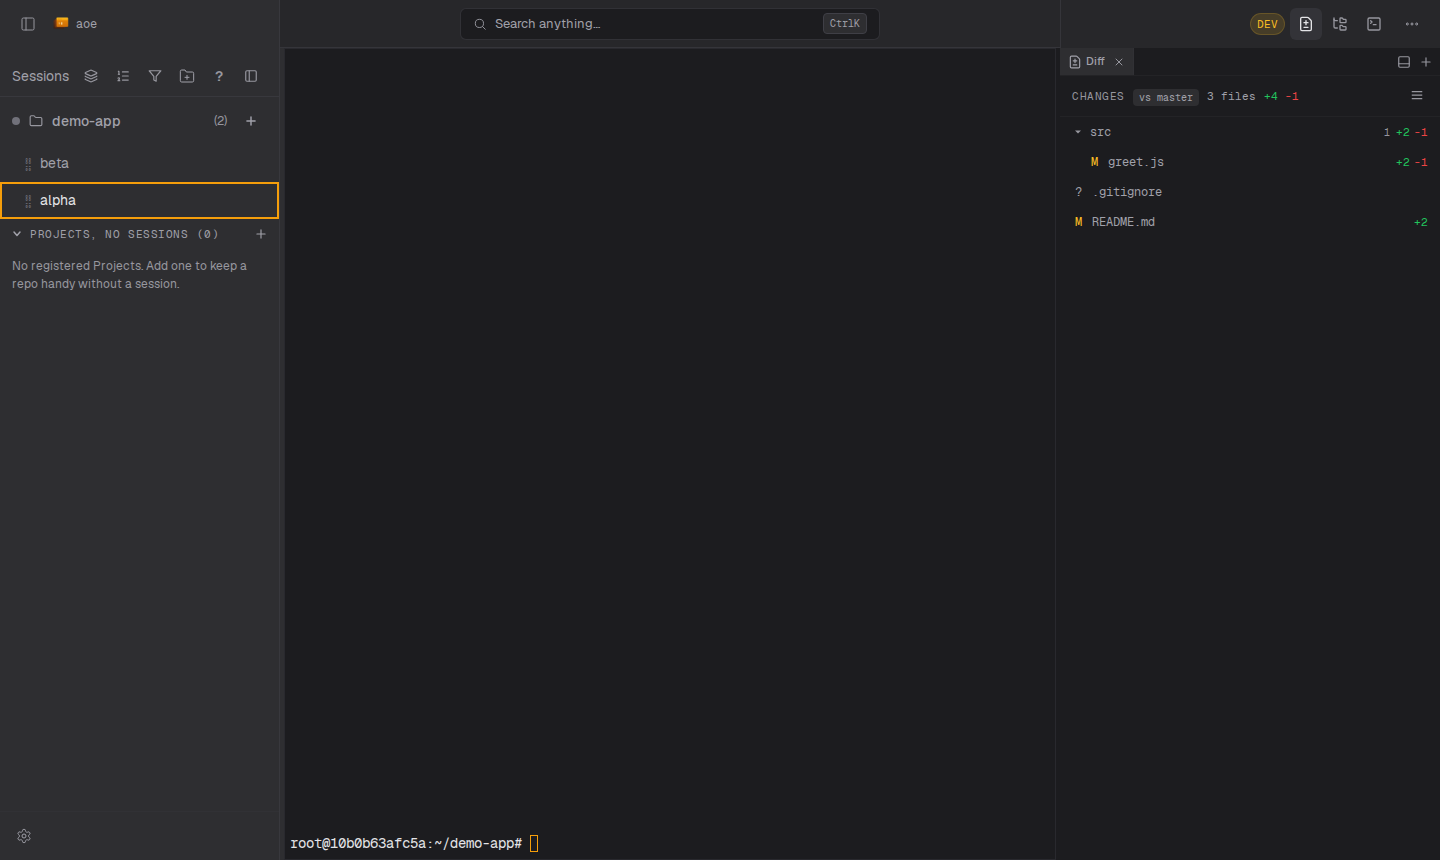 aoe
Search anything...
CtrlK
DEV
Sessions
?
demo-app
(2)
beta
alpha
PROJECTS, NO SESSIONS (0)
No registered Projects. Add one to keep a
repo handy without a session.
root@10b0b63afc5a:~/demo-app#
Diff
CHANGES vs master 3 files +4 -1
src 1 +2 -1
M greet.js +2 -1
? .gitignore
M README.md +2